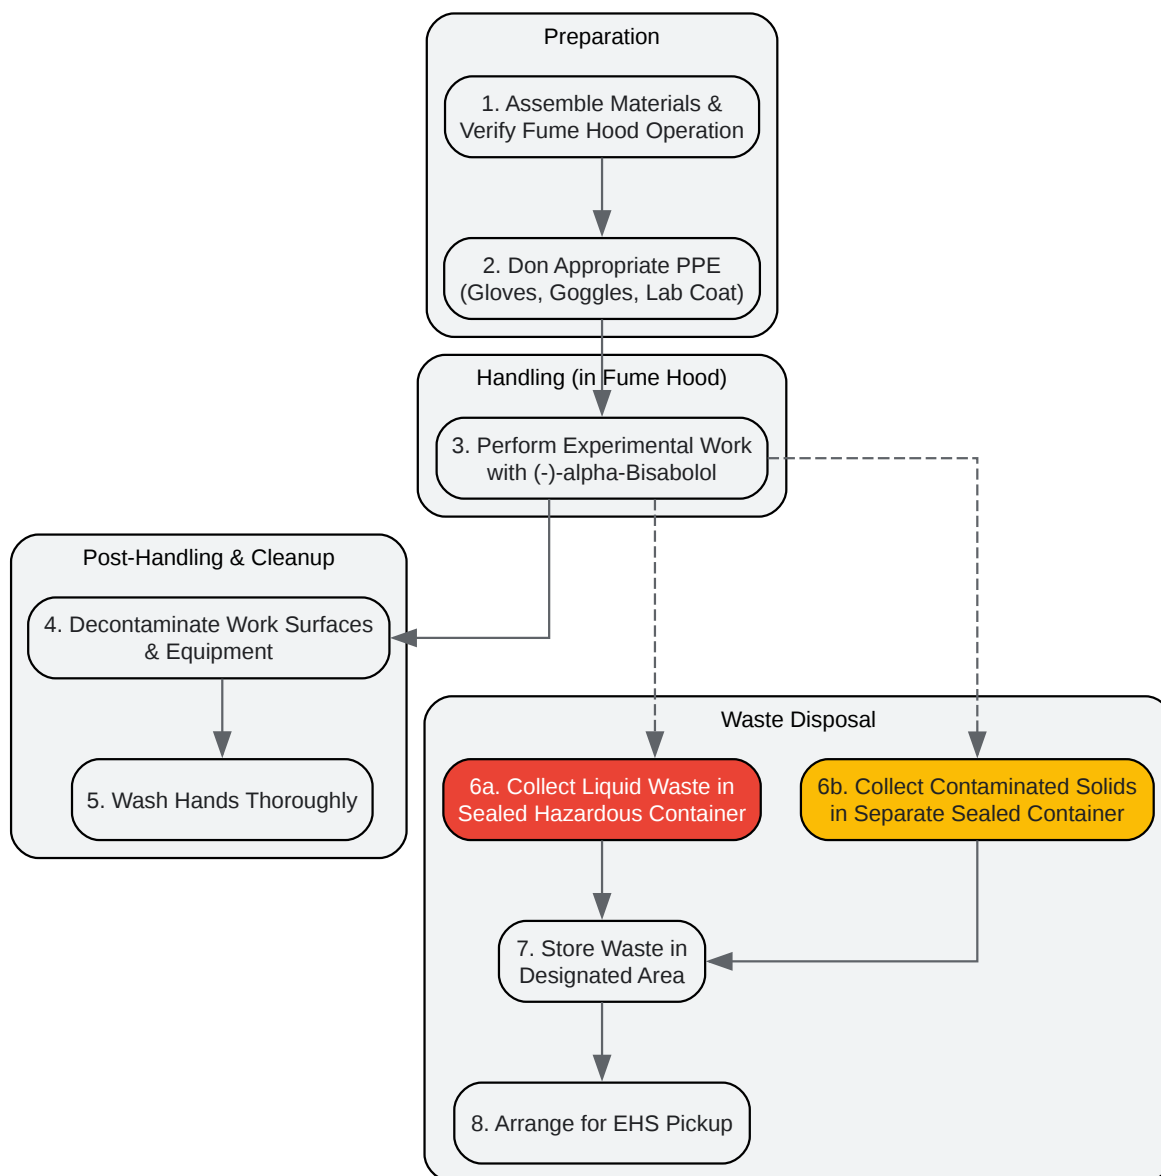 Preparation
1. Assemble Materials &
Verify Fume Hood Operation
2. Don Appropriate PPE
(Gloves, Goggles, Lab Coat)
Handling (in Fume Hood)
3. Perform Experimental Work
with (-)-alpha-Bisabolol
Post-Handling & Cleanup
4. Decontaminate Work Surfaces
& Equipment
5. Wash Hands Thoroughly
Waste Disposal
6a. Collect Liquid Waste in
Sealed Hazardous Container
6b. Collect Contaminated Solids
in Separate Sealed Container
7. Store Waste in
Designated Area
8. Arrange for EHS Pickup